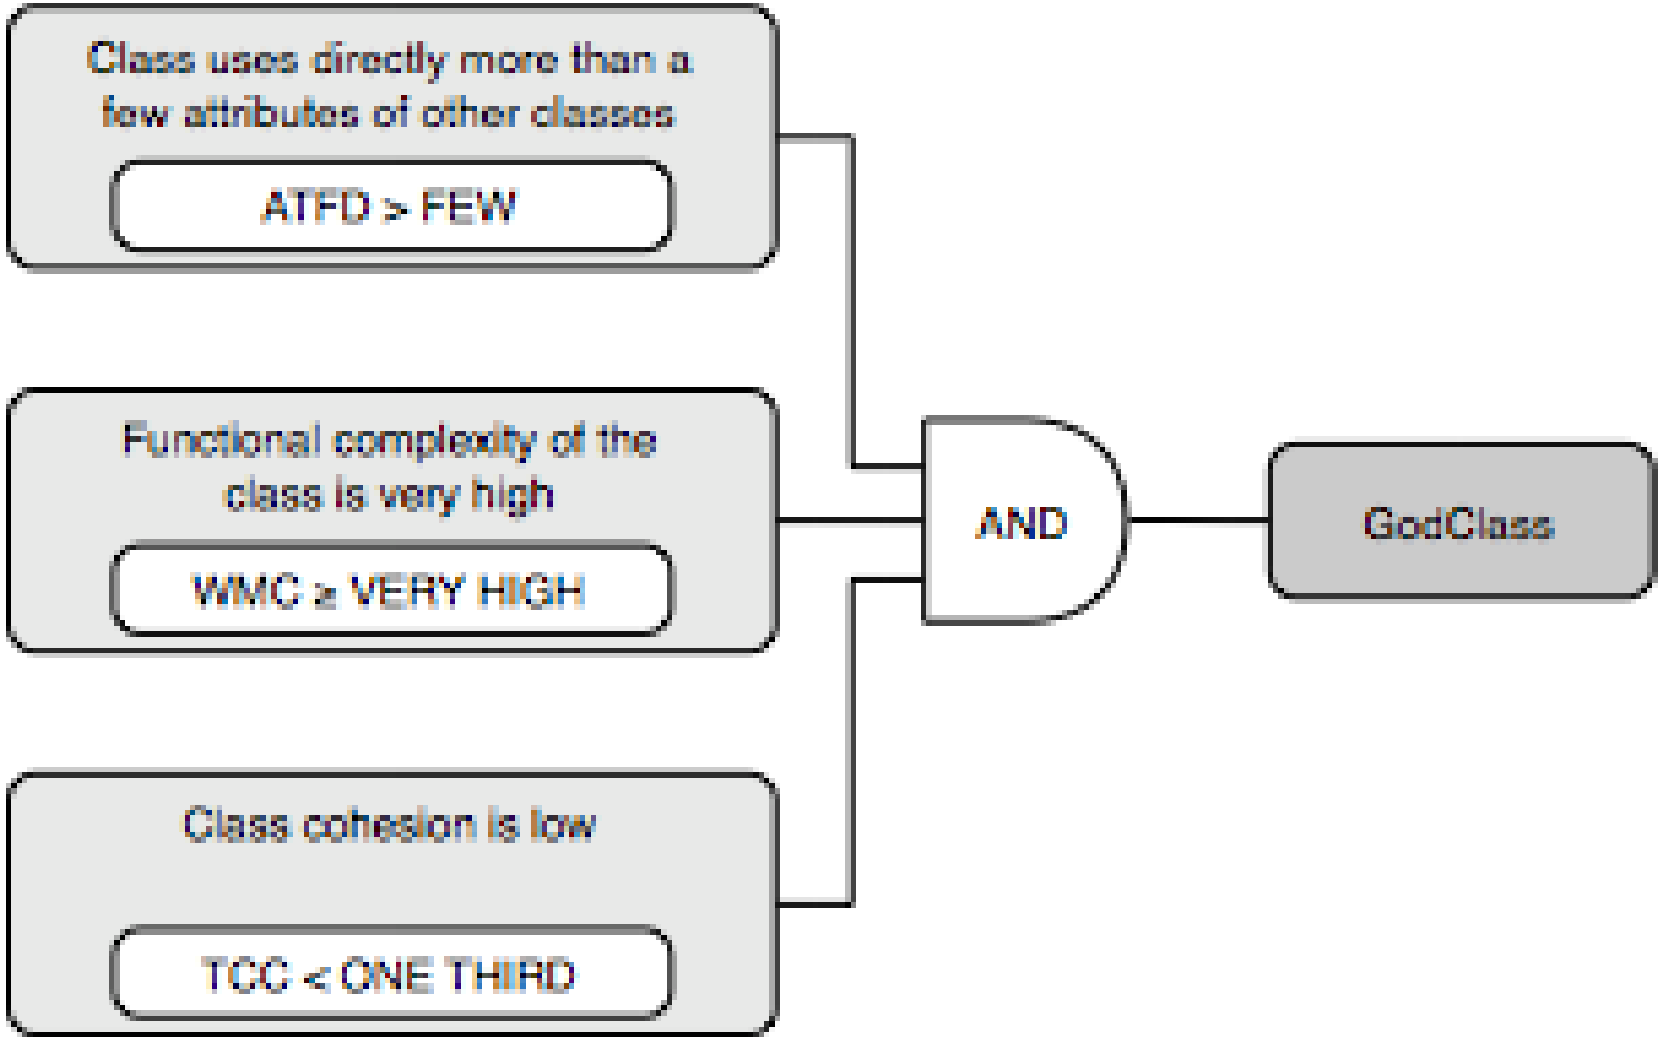 Class uses directly more than a
few attributes of other classes
ATFD > FEW
Functional complexity of the
class is very high
WMC ≥ VERY HIGH
Class cohesion is low
TCC < ONE THIRD
AND
GodClass